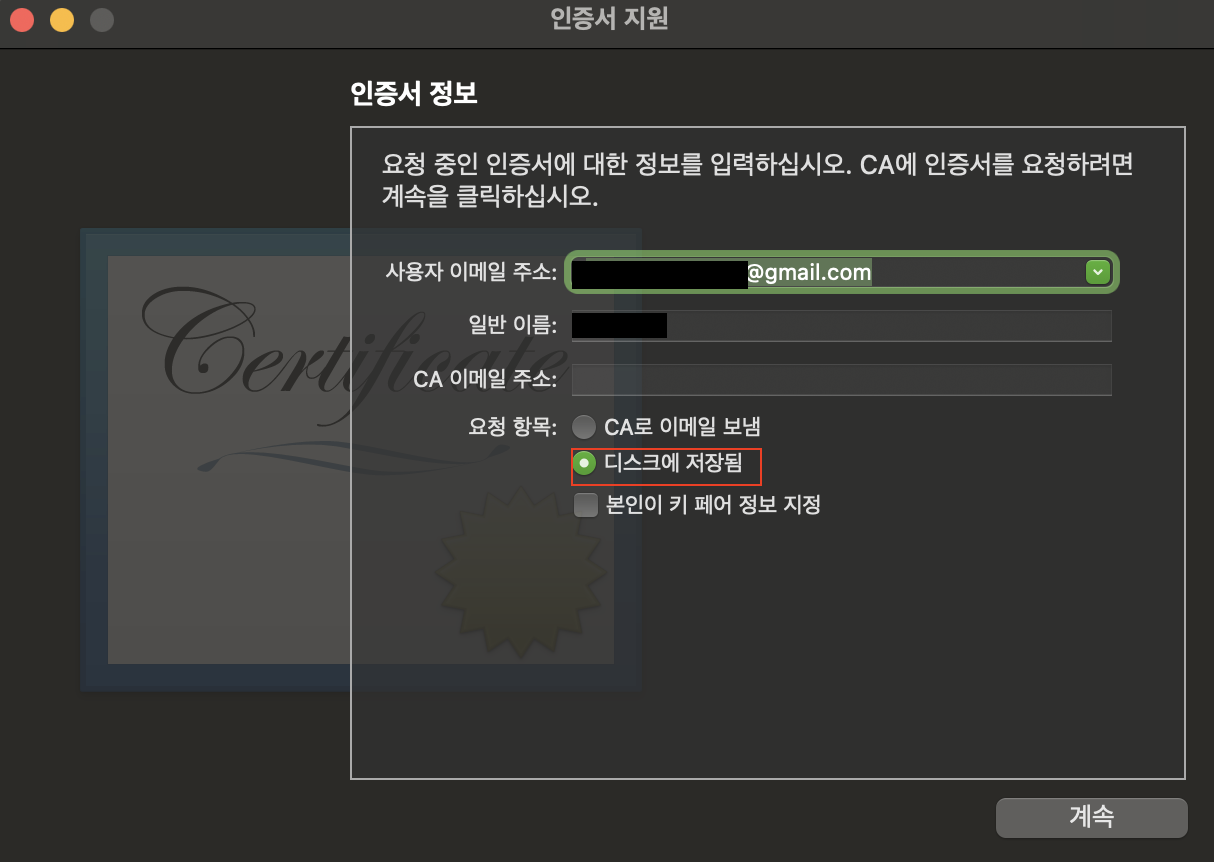 인증서 지원
인증서 정보
요청 중인 인증서에 대한 정보를 입력하십시오. CA에 인증서를 요청하려면
계속을 클릭하십시오.
사용자 이메일 주소: @gmail.com
일반 이름:
Certificate
CA 이메일 주소:
요청 항목: CA로 이메일 보냄
디스크에 저장됨
본인이 키 페어 정보 지정
계속